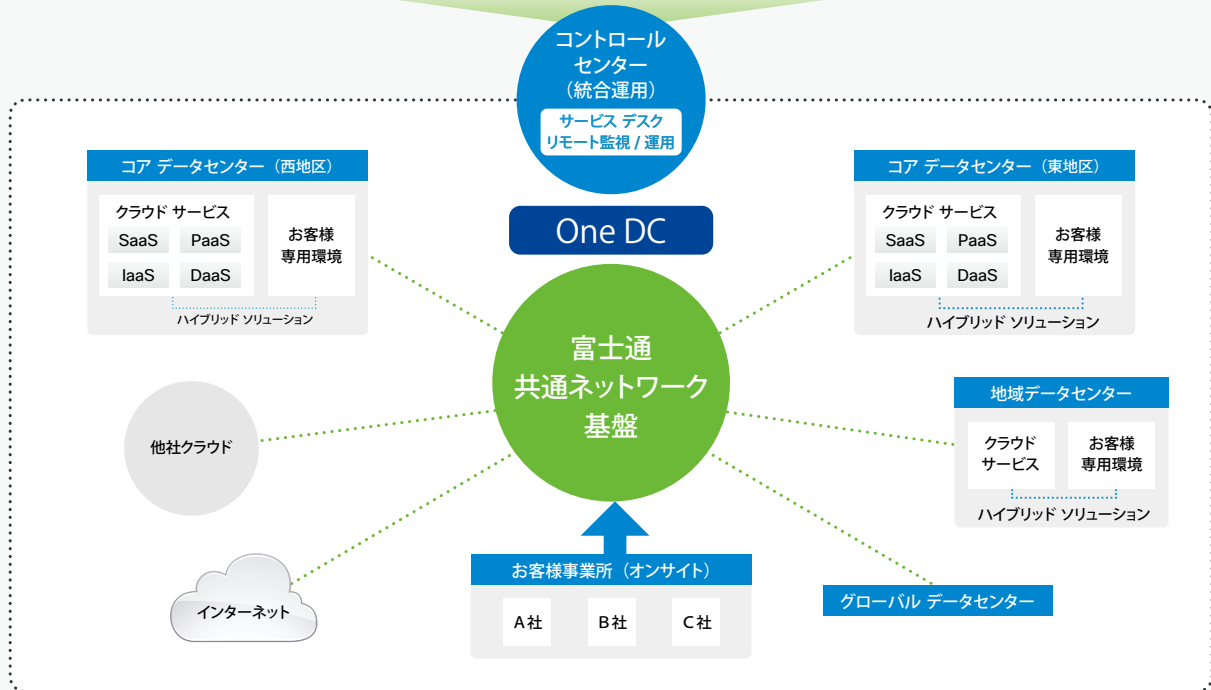 コントロール
センター
（統合運用）
サービス デスク
リモート監視 / 運用
コア データセンター（西地区）
クラウド サービス
SaaS
PaaS
IaaS
DaaS
お客様
専用環境
ハイブリッド ソリューション
One DC
コア データセンター（東地区）
クラウド サービス
SaaS
PaaS
IaaS
DaaS
お客様
専用環境
ハイブリッド ソリューション
富士通
共通ネットワーク
基盤
他社クラウド
地域データセンター
クラウド
サービス
お客様
専用環境
ハイブリッド ソリューション
インターネット
お客様事業所（オンサイト）
A社
B社
C社
グローバル データセンター